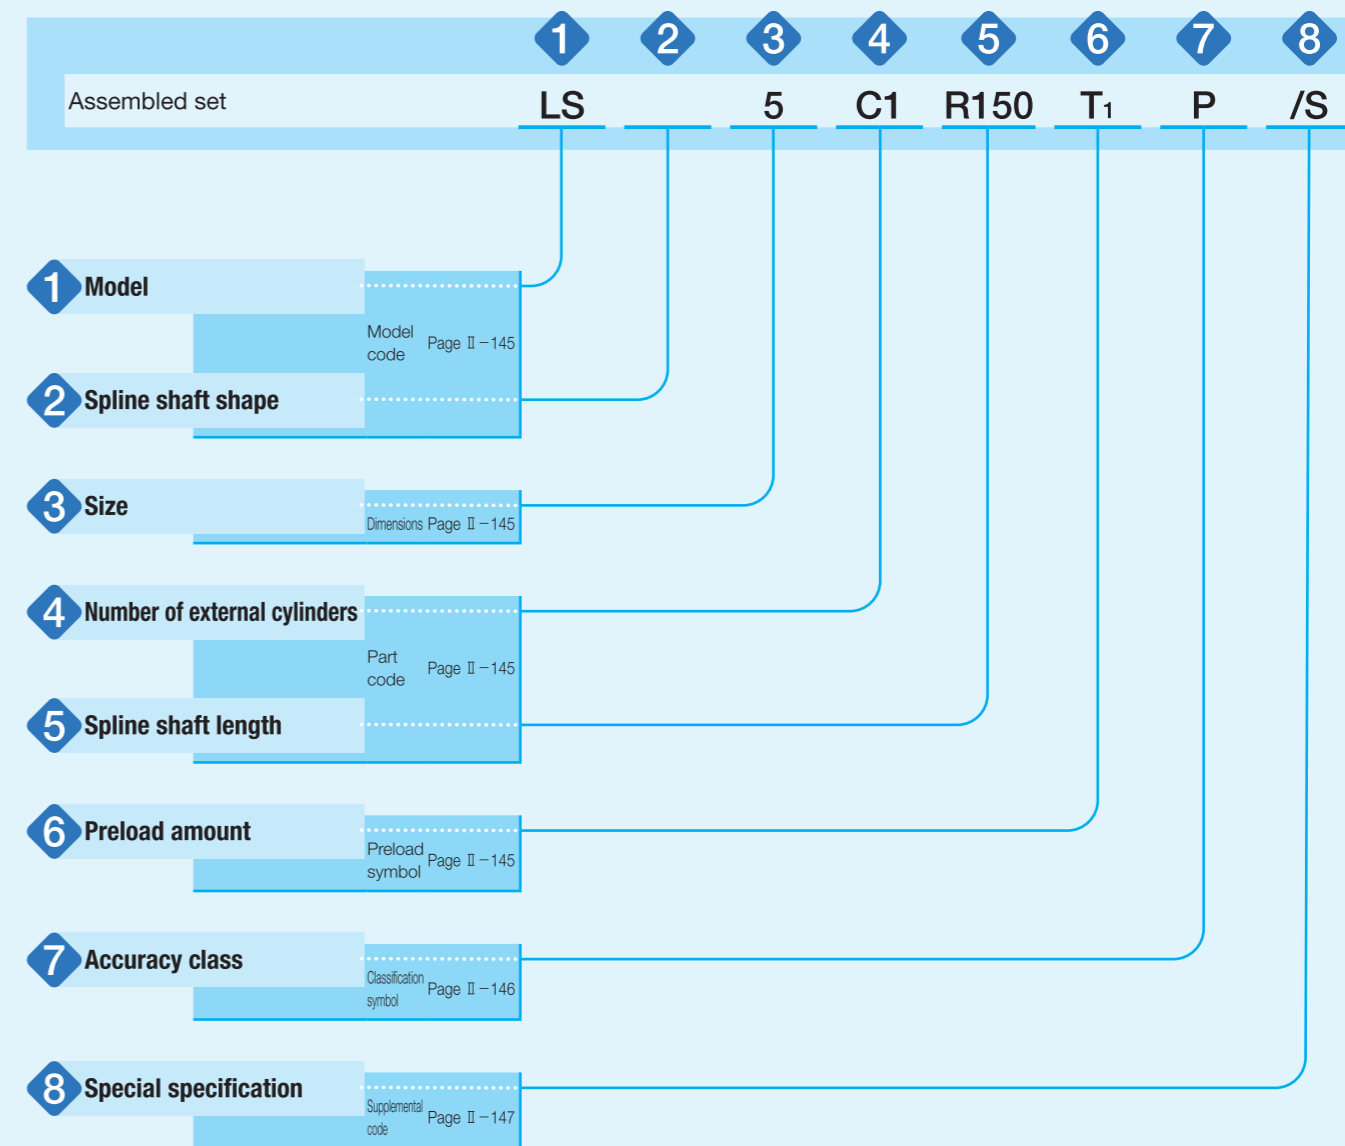 1 2 3 4 5 6 7 8
Assembled set LS 5 C1 R150 T1 P /S
1 Model
Model code Page Ⅱ－145
2 Spline shaft shape
3 Size
Dimensions Page Ⅱ－145
4 Number of external cylinders
Part code Page Ⅱ－145
5 Spline shaft length
6 Preload amount
Preload symbol Page Ⅱ－145
7 Accuracy class
Classification symbol Page Ⅱ－146
8 Special specification
Supplemental code Page Ⅱ－147